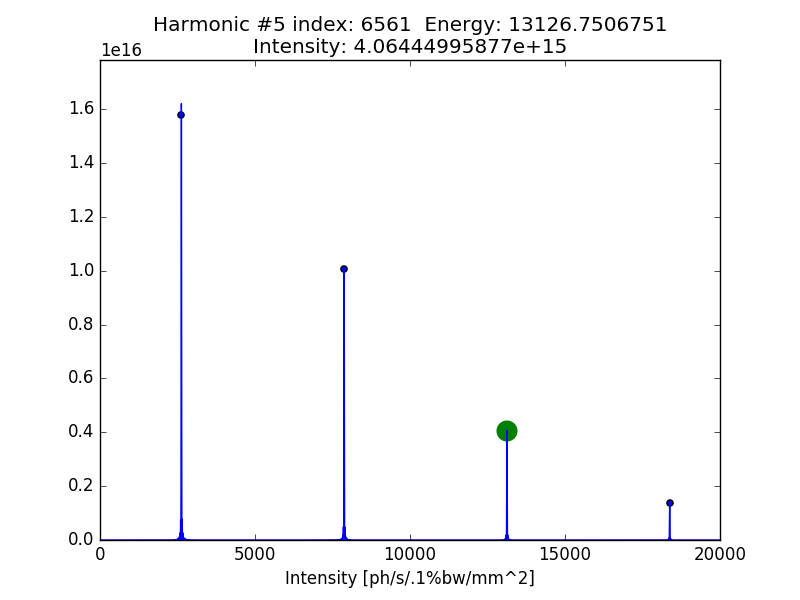 Harmonic #5 index: 6561  Energy: 13126.7506751
Intensity: 4.06444995877e+15
1e16
1.6
1.4
1.2
1.0
0.8
0.6
0.4
0.2
0.0
0 5000 10000 15000 20000
Intensity [ph/s/.1%bw/mm^2]